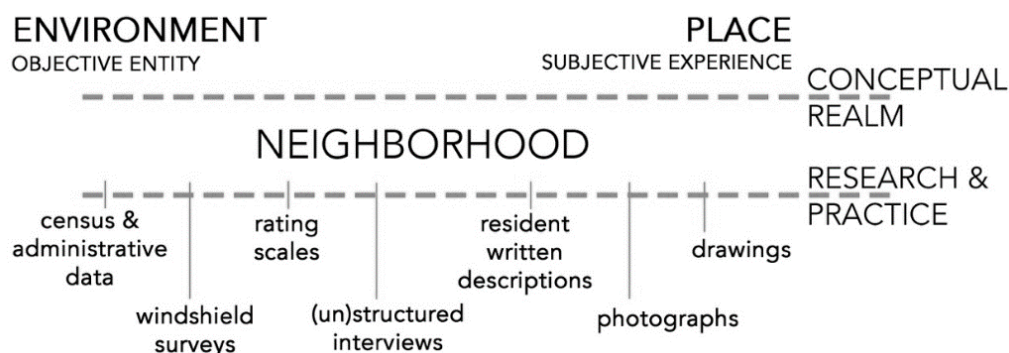 ENVIRONMENT
OBJECTIVE ENTITY
PLACE
SUBJECTIVE EXPERIENCE
CONCEPTUAL
REALM
NEIGHBORHOOD
RESEARCH &
PRACTICE
census &
administrative
data
windshield
surveys
rating
scales
(un)structured
interviews
resident
written
descriptions
photographs
drawings